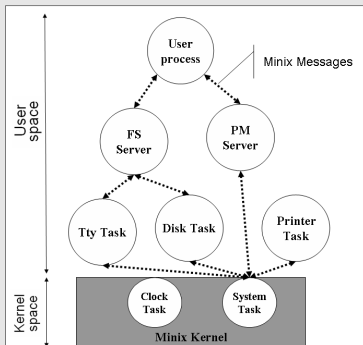 User
process
Minix Messages
User
space
FS
Server
PM
Server
Tty Task
Disk Task
Printer
Task
Kernel
space
Clock
Task
System
Task
Minix Kernel